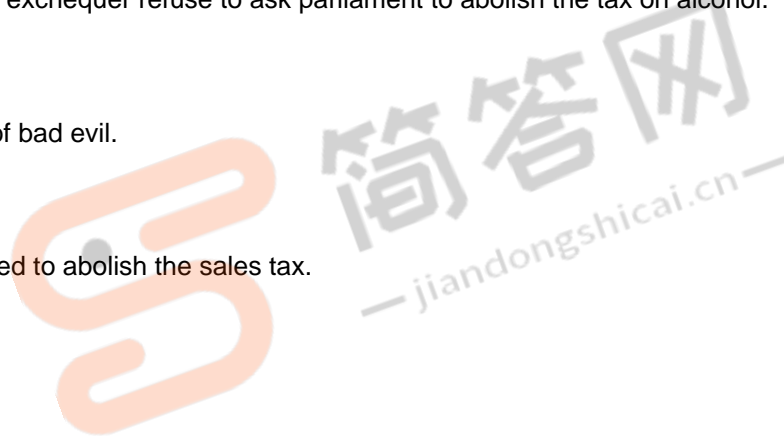 exchequer refuse to ask parliament to abolish the tax on alcohol.
of bad evil.
ed to abolish the sales tax.
简答网
jiandongshicai.cn